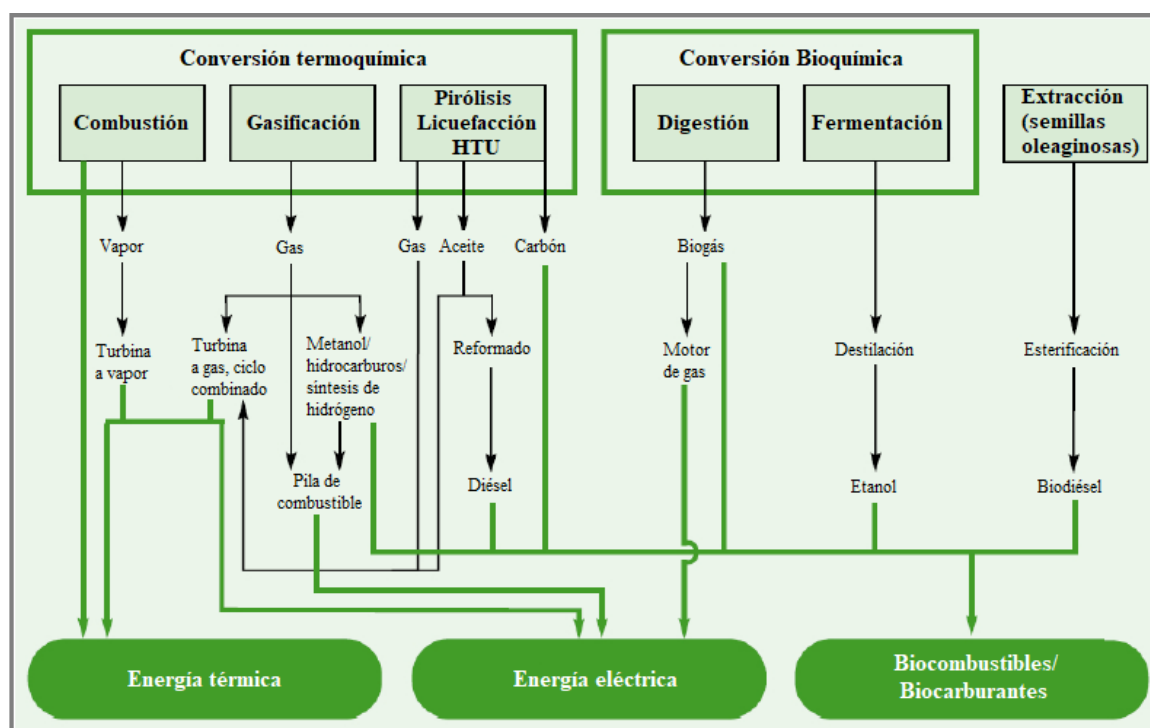 Conversión termoquímica
Conversión Bioquímica
Combustión
Gasificación
Pirólisis
Licuefacción
HTU
Digestión
Fermentación
Extracción
(semillas
oleaginosas)
Vapor
Gas
Gas
Aceite
Carbón
Biogás
Turbina
a vapor
Turbina
a gas, ciclo
combinado
Metanol/
hidrocarburos/
síntesis de
hidrógeno
Reformado
Motor
de gas
Destilación
Esterificación
Pila de
combustible
Diésel
Etanol
Biodiésel
Energía térmica
Energía eléctrica
Biocombustibles/
Biocarburantes